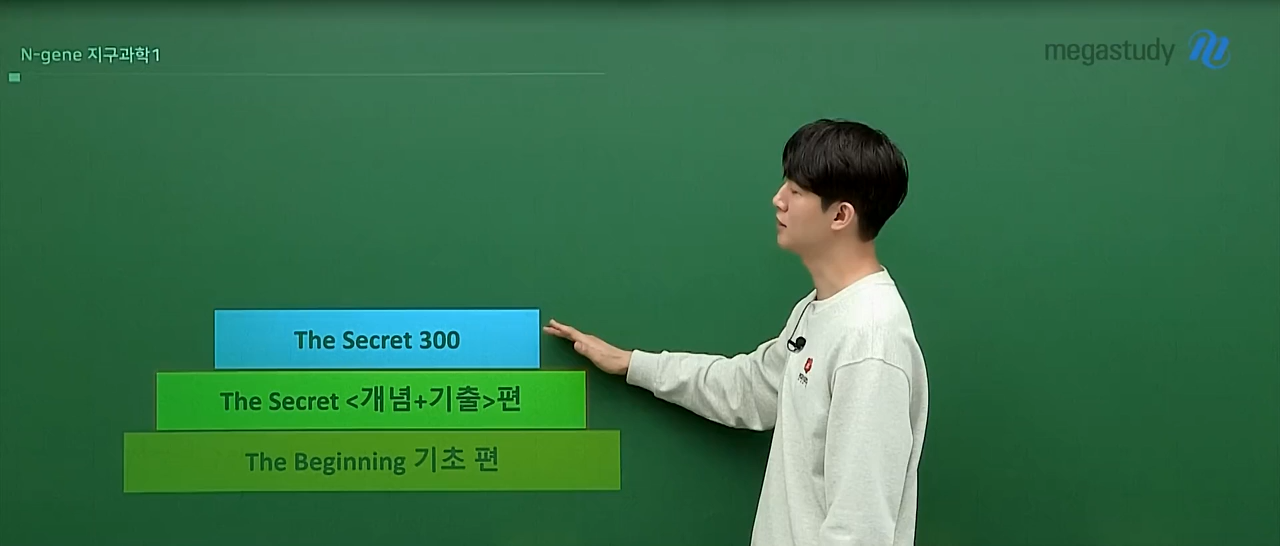 N-gene 지구과학1
megastudy
The Secret 300
The Secret <개념+기출>편
The Beginning 기초 편